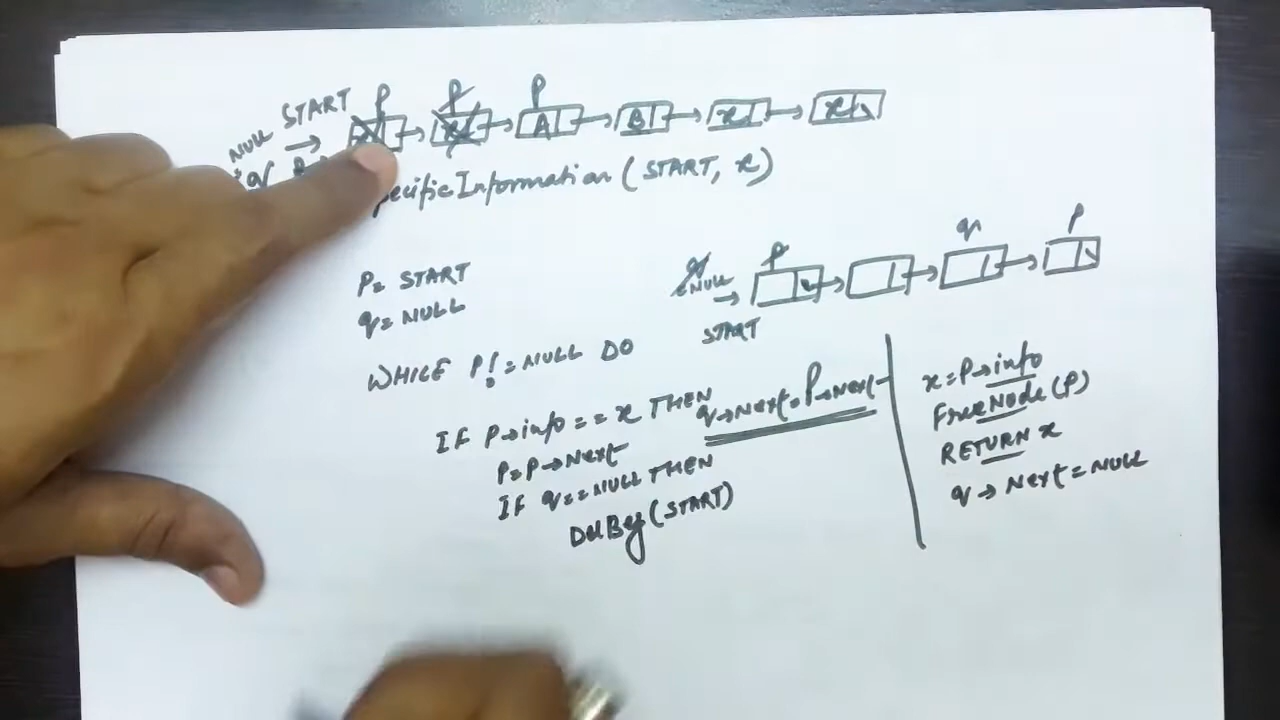 START P P P
NULL
x A B x x
ecific Information (START, x)
P= START
q= NULL
WHILE P!=NULL DO
IF P→info == x THEN
P=P→Next
IF q==NULL THEN
DelBeg(START)
q→Next=P→Next
q P q P
NULL
START
x=P→info
FreeNode(P)
RETURN x
q→Next=NULL